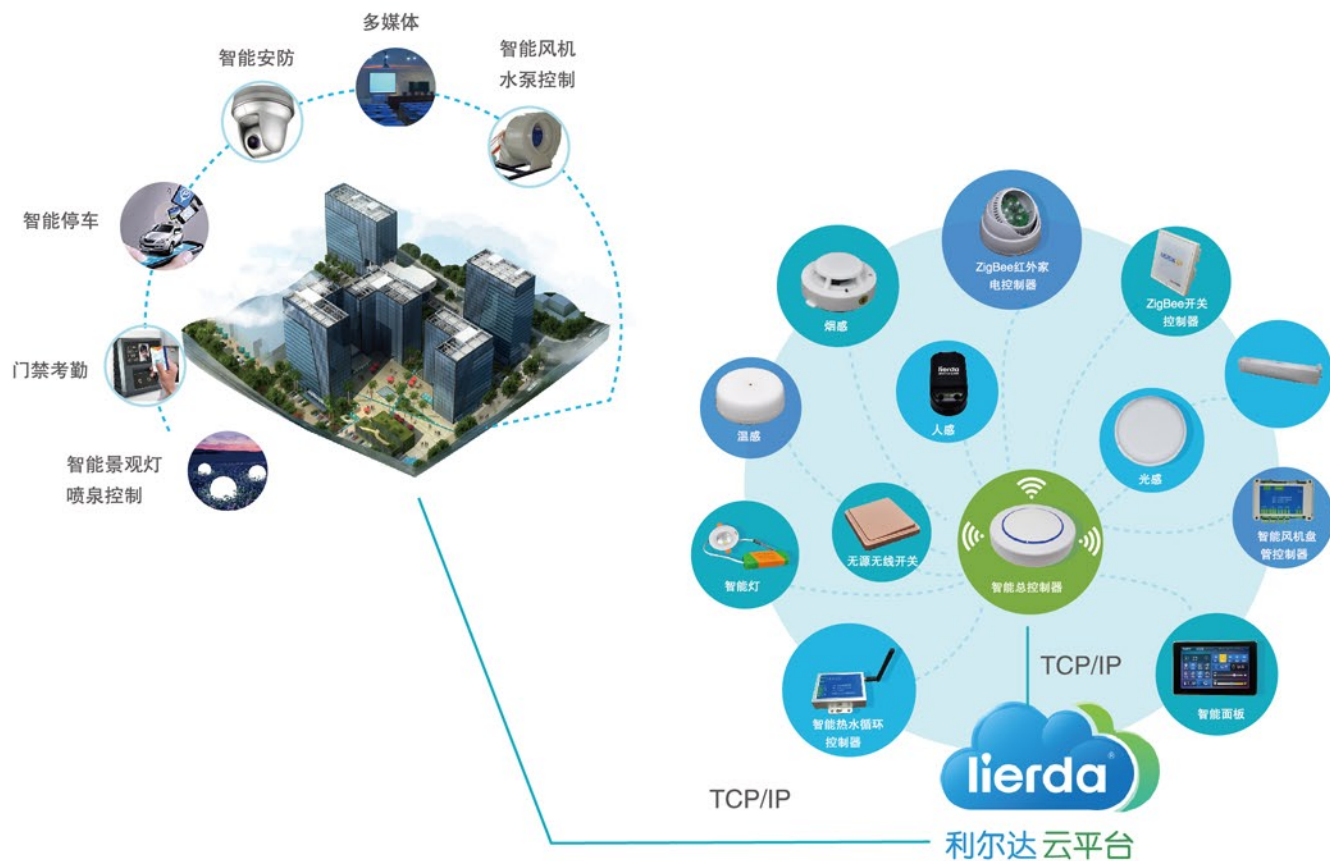 多媒体
智能安防
智能风机
水泵控制
智能停车
门禁考勤
智能景观灯
喷泉控制
ZigBee红外家
电控制器
烟感
ZigBee开关
控制器
lierda
人感
温感
光感
智能灯
无源无线开关
智能总控制器
智能风机盘
管控制器
智能热水循环
控制器
TCP/IP
智能面板
lierda
TCP/IP
利尔达 云平台